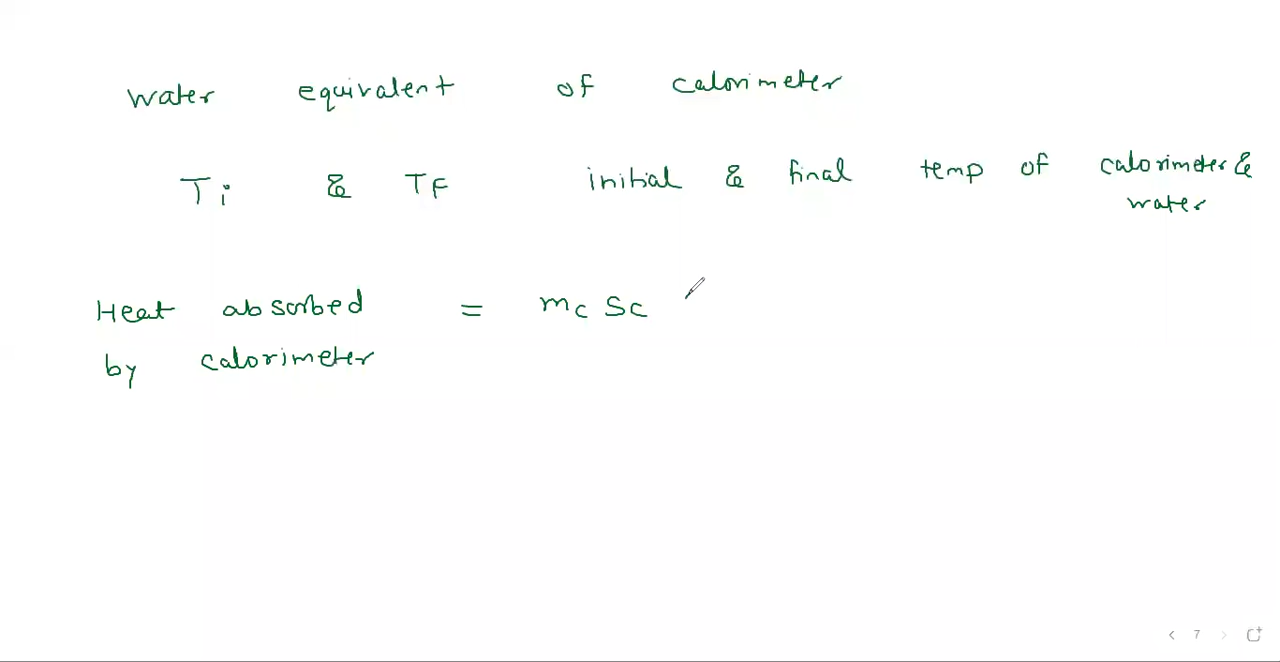 water equivalent of calorimeter
Ti & TF initial & final temp of calorimeter &
water
Heat absorbed = mc Sc
by calorimeter
7